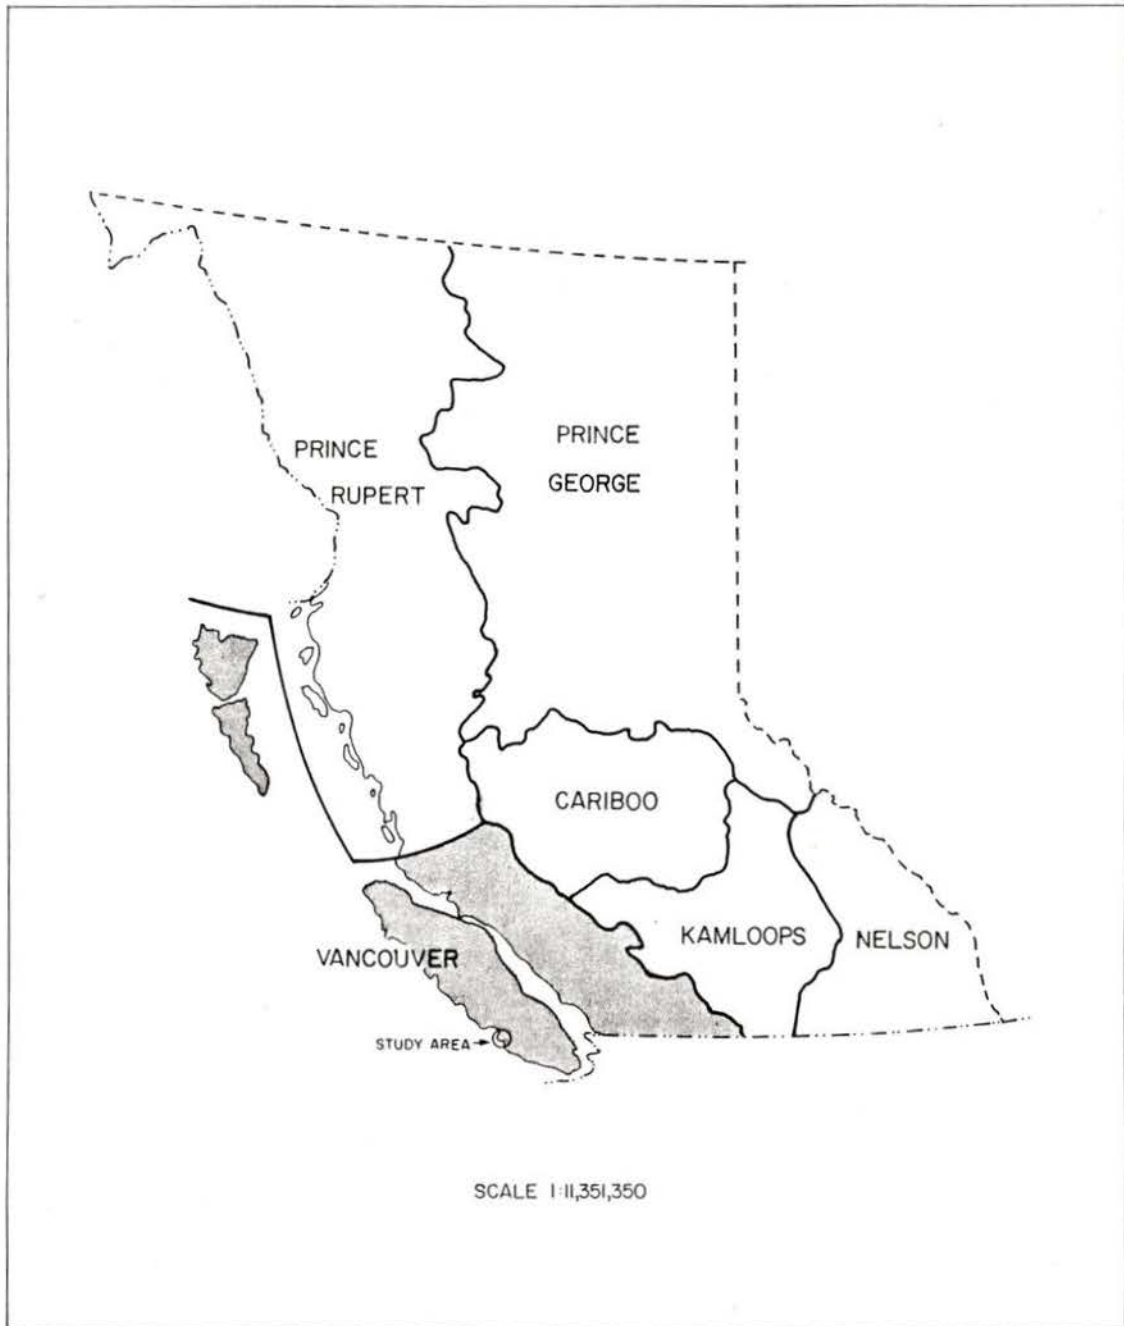 PRINCE
RUPERT
PRINCE
GEORGE
CARIBOO
KAMLOOPS
NELSON
VANCOUVER
STUDY AREA
SCALE 1:11,351,350